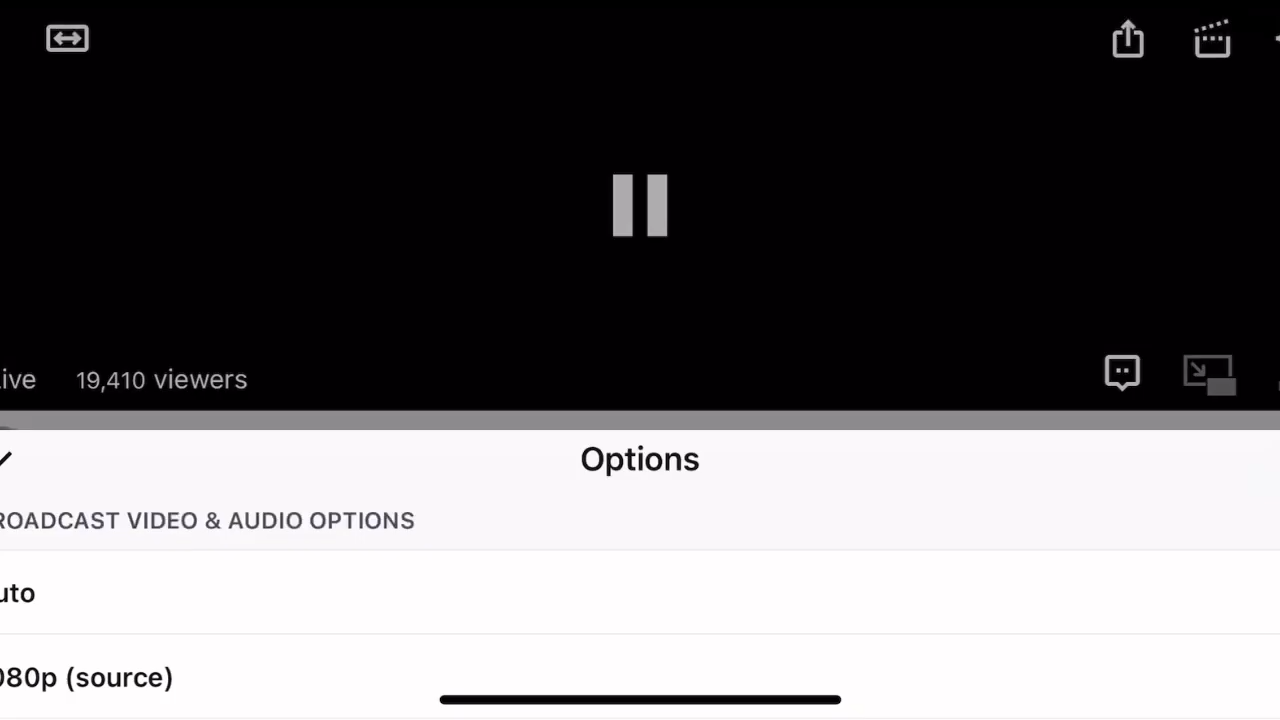 ive 19,410 viewers
Options
ROADCAST VIDEO & AUDIO OPTIONS
uto
080p (source)